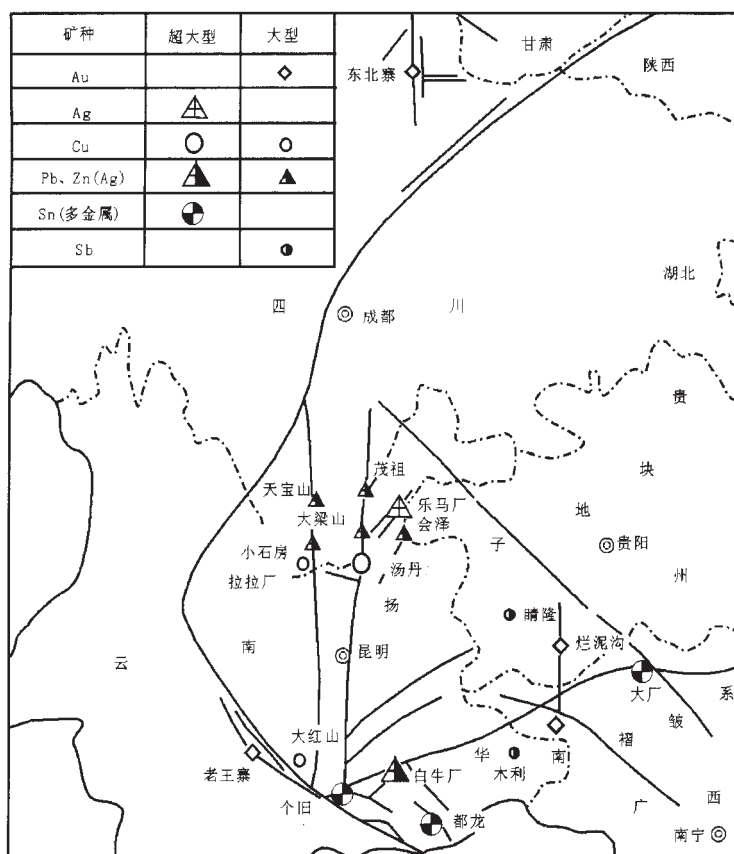 矿种 超大型 大型
Au
Ag
Cu
Pb、Zn(Ag)
Sn(多金属)
Sb
甘肃
陕西
东北寨
湖北
四 川
成都
贵
州
扬
子
地
块
茂祖
天宝山
乐马厂
大梁山
会泽
小石房
汤丹
拉拉厂
贵阳
晴隆
云 南
昆明
烂泥沟
大厂
大红山
老王寨
华
南
褶
皱
系
白牛厂
木利
个旧
都龙
广 西
南宁